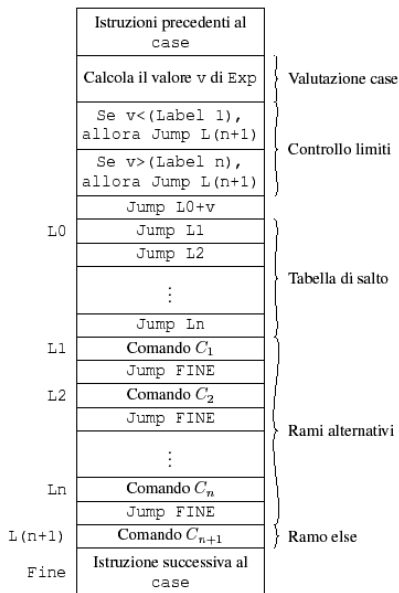 Istruzioni precedenti al
case
Calcola il valore v di Exp
Valutazione case
Se v<(Label 1),
allora Jump L(n+1)
Controllo limiti
Se v>(Label n),
allora Jump L(n+1)
Jump L0+v
L0 Jump L1
Jump L2
Tabella di salto
⋮
Jump Ln
L1 Comando C₁
Jump FINE
L2 Comando C₂
Jump FINE
Rami alternativi
⋮
Ln Comando Cₙ
Jump FINE
L(n+1) Comando Cₙ₊₁ Ramo else
Fine Istruzione successiva al
case